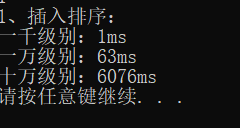 1、插入排序：
一千级别：1ms
一万级别：63ms
十万级别：6076ms
请按任意键继续. . .